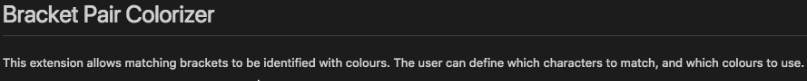 Bracket Pair Colorizer
This extension allows matching brackets to be identified with colours. The user can define which characters to match, and which colours to use.